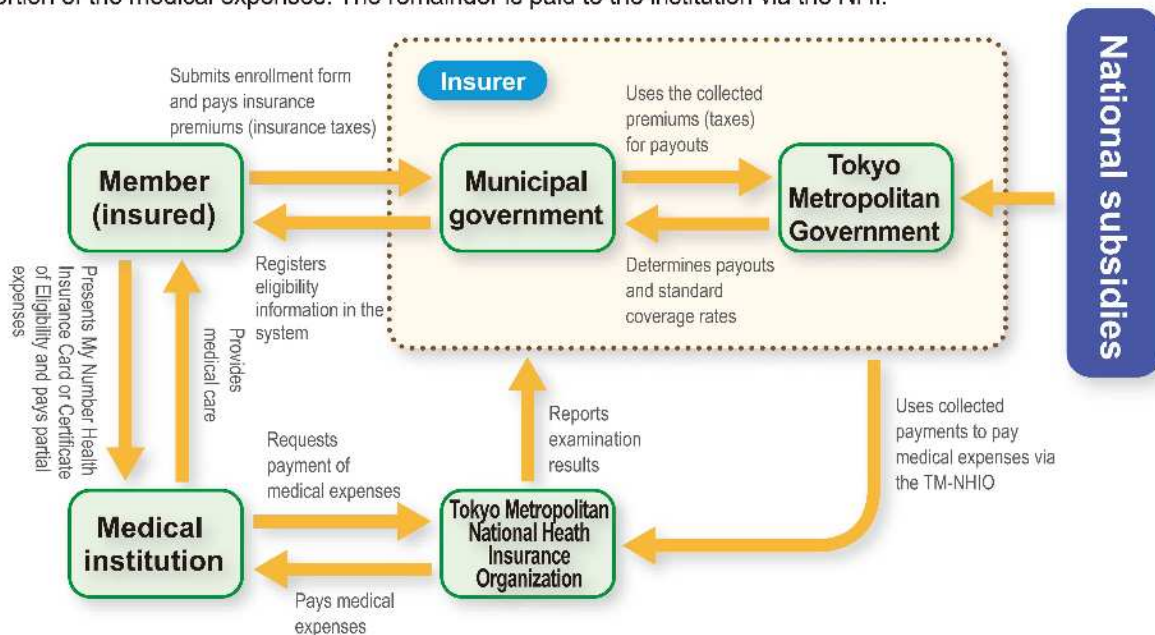 portion of the medical expenses. The remainder is paid to the institution via the NHI.
Submits enrollment form
and pays insurance
premiums (insurance taxes)
Insurer
Uses the collected
premiums (taxes)
for payouts
Member
(insured)
Municipal
government
Tokyo
Metropolitan
Government
National subsidies
Registers
eligibility
information in the
system
Determines payouts
and standard
coverage rates
Presents My Number Health
Insurance Card or Certificate
of Eligibility and pays partial
expenses
Provides
medical care
Requests
payment of
medical expenses
Reports
examination
results
Uses collected
payments to pay
medical expenses via
the TM-NHIO
Medical
institution
Tokyo Metropolitan
National Heath
Insurance
Organization
Pays medical
expenses